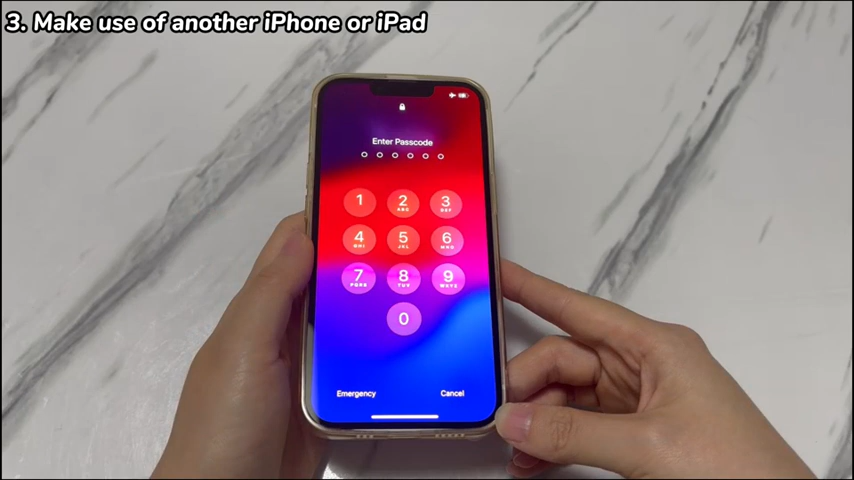 3. Make use of another iPhone or iPad
Enter Passcode
1 2 3
ABC DEF
4 5 6
GHI JKL MNO
7 8 9
PQRS TUV WXYZ
0
Emergency Cancel